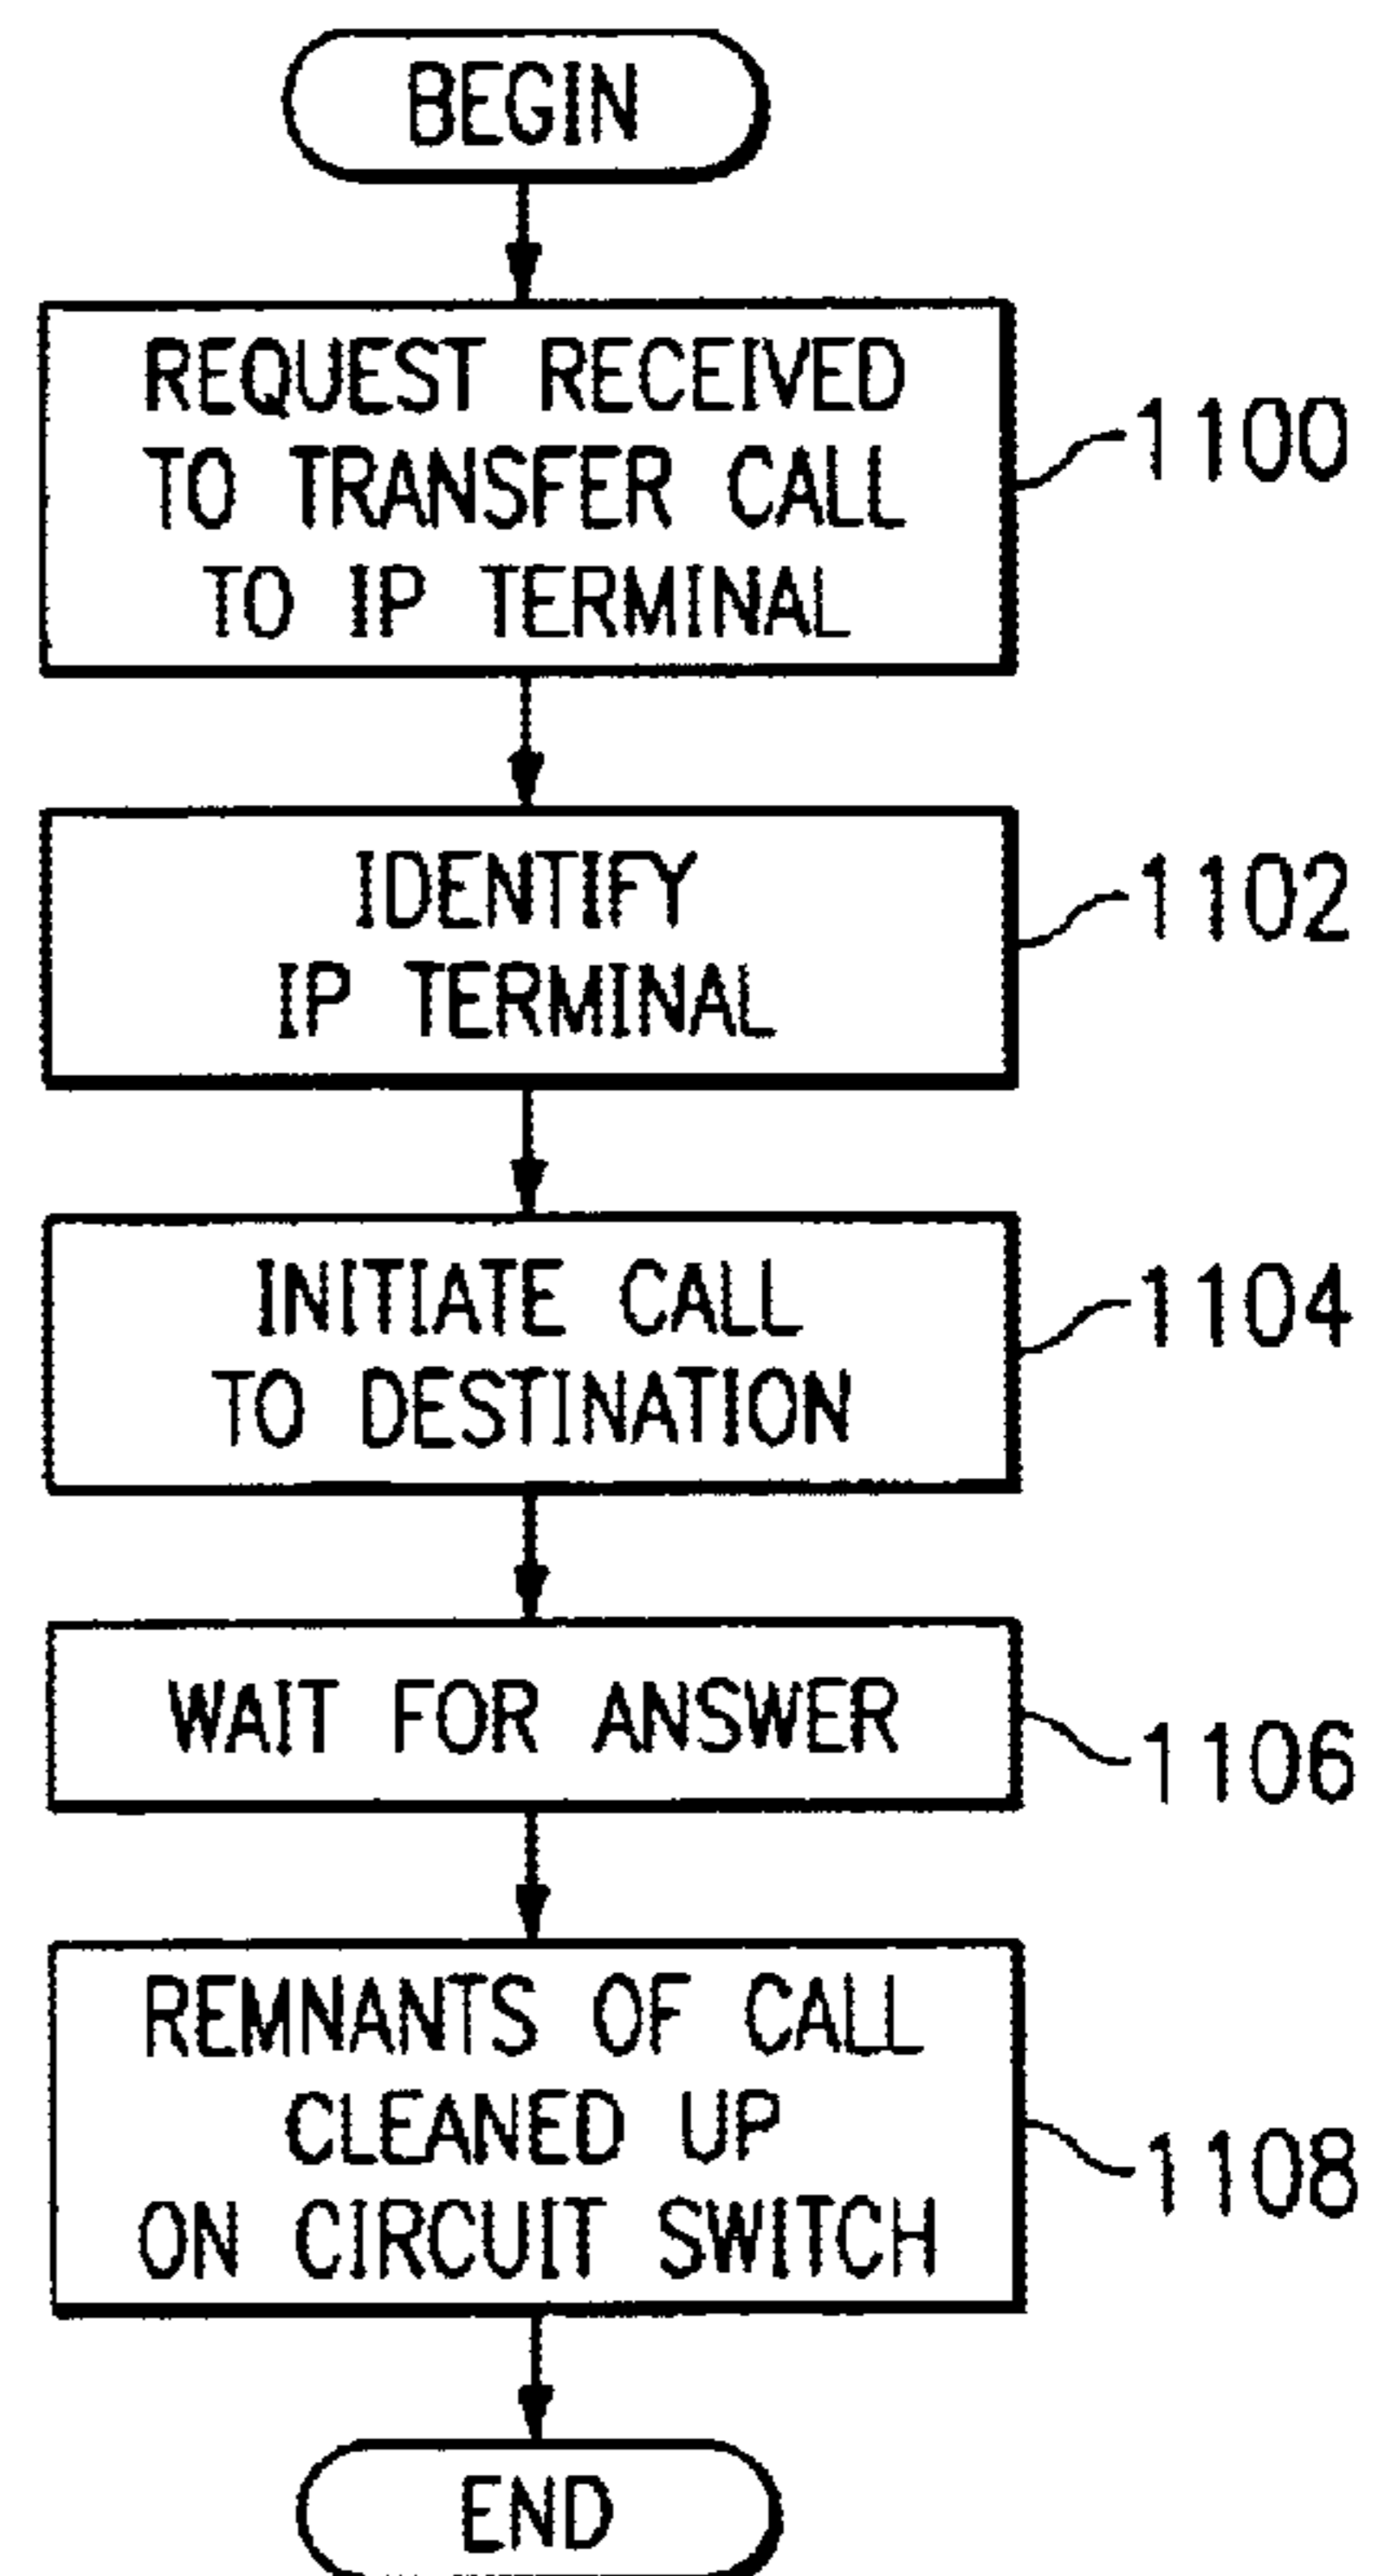 BEGIN
REQUEST RECEIVED
TO TRANSFER CALL
TO IP TERMINAL
1100
IDENTIFY
IP TERMINAL
1102
INITIATE CALL
TO DESTINATION
1104
WAIT FOR ANSWER
1106
REMNANTS OF CALL
CLEANED UP
ON CIRCUIT SWITCH
1108
END